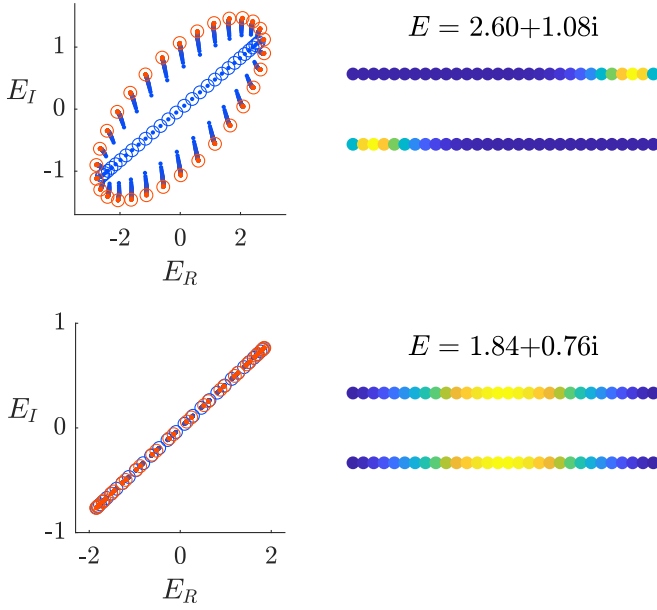 1
E_I
0
-1
-2
0
2
E_R
E = 2.60+1.08i
1
E_I
0
-1
-2
0
2
E_R
E = 1.84+0.76i